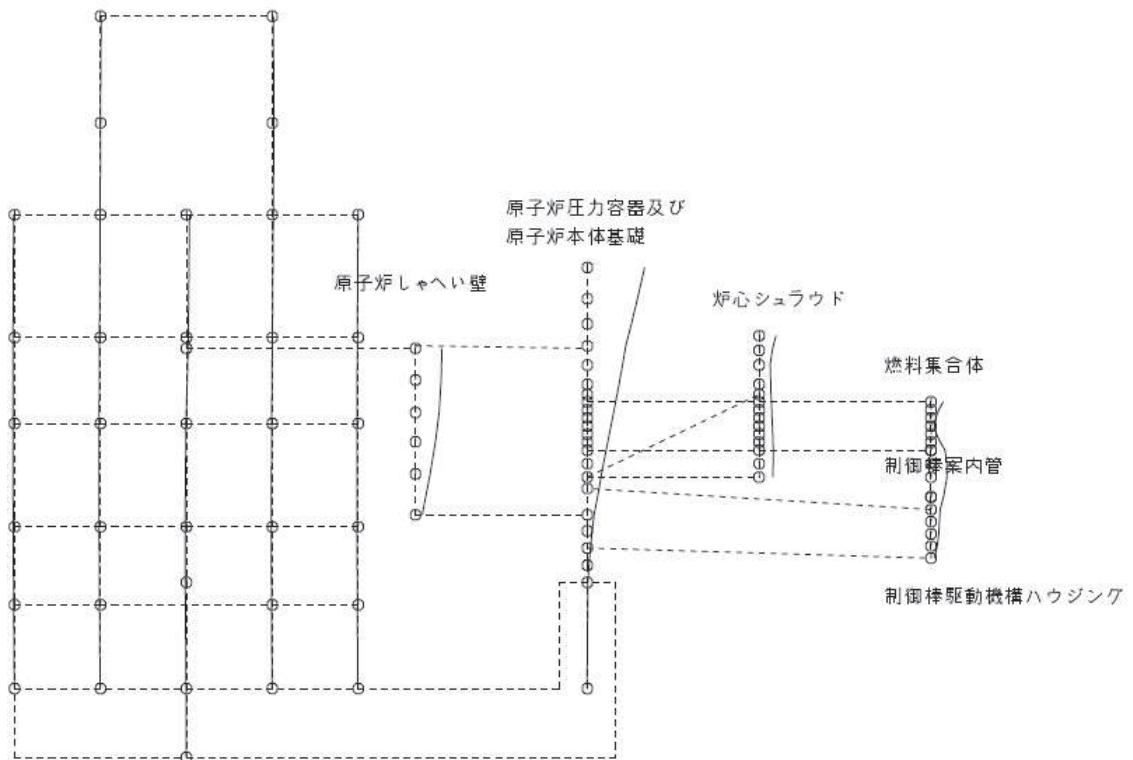 原子炉圧力容器及び
原子炉本体基礎
原子炉しゃへい壁
炉心シュラウド
燃料集合体
制御棒案内管
制御棒駆動機構ハウジング